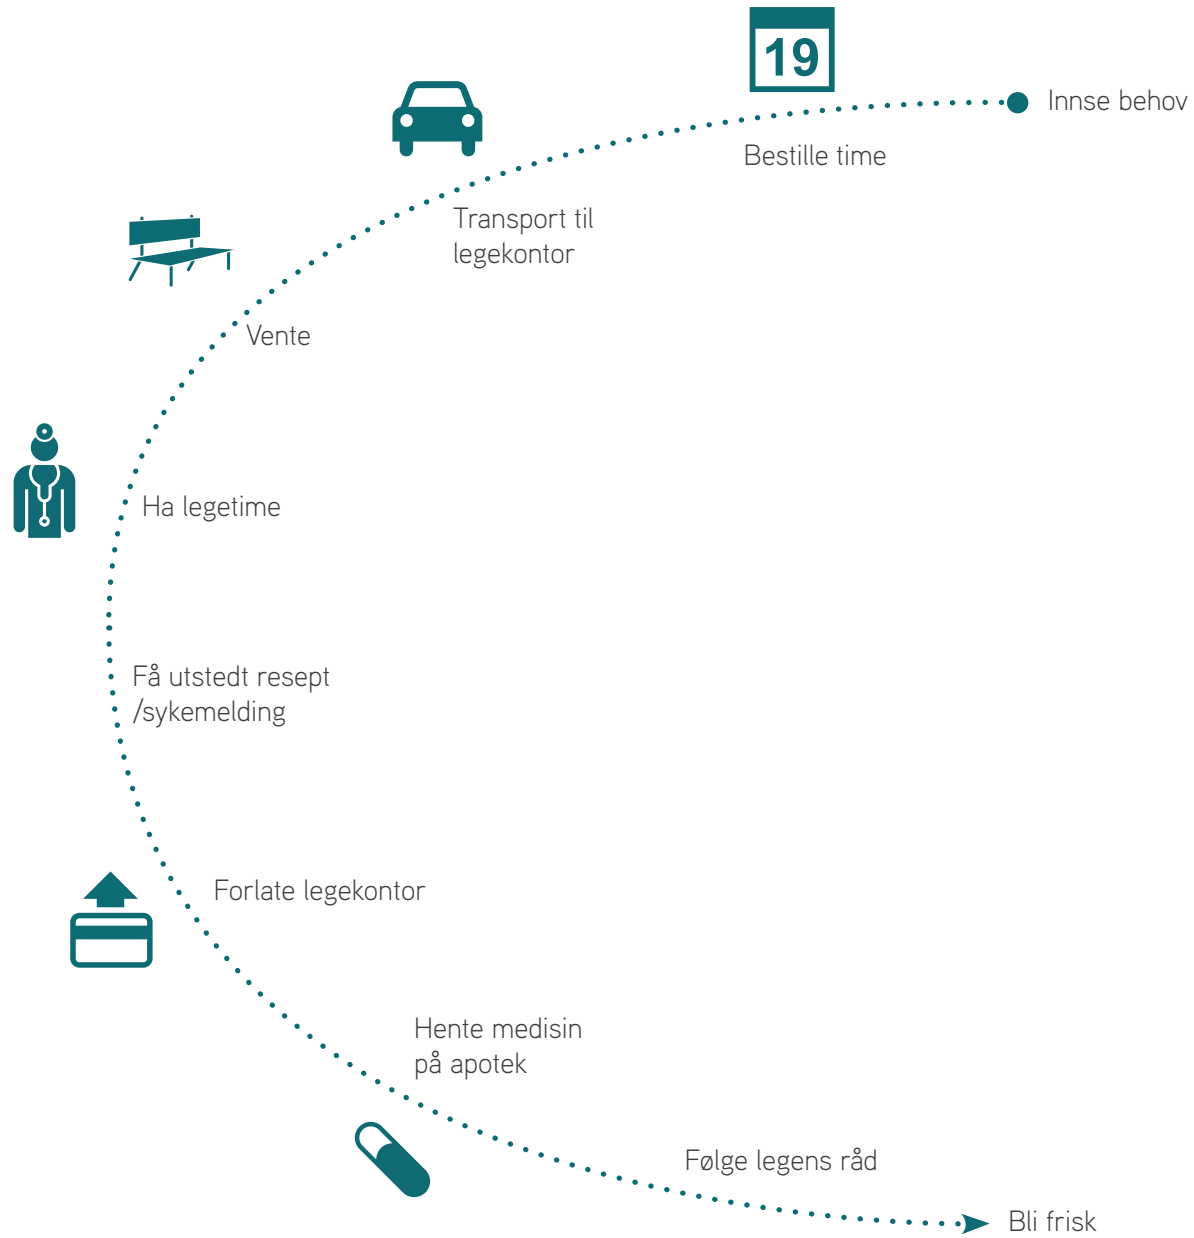 19
Innse behov
Bestille time
Transport til
legekontor
Vente
Ha legetime
Få utstedt resept
/sykemelding
Forlate legekontor
Hente medisin
på apotek
Følge legens råd
Bli frisk